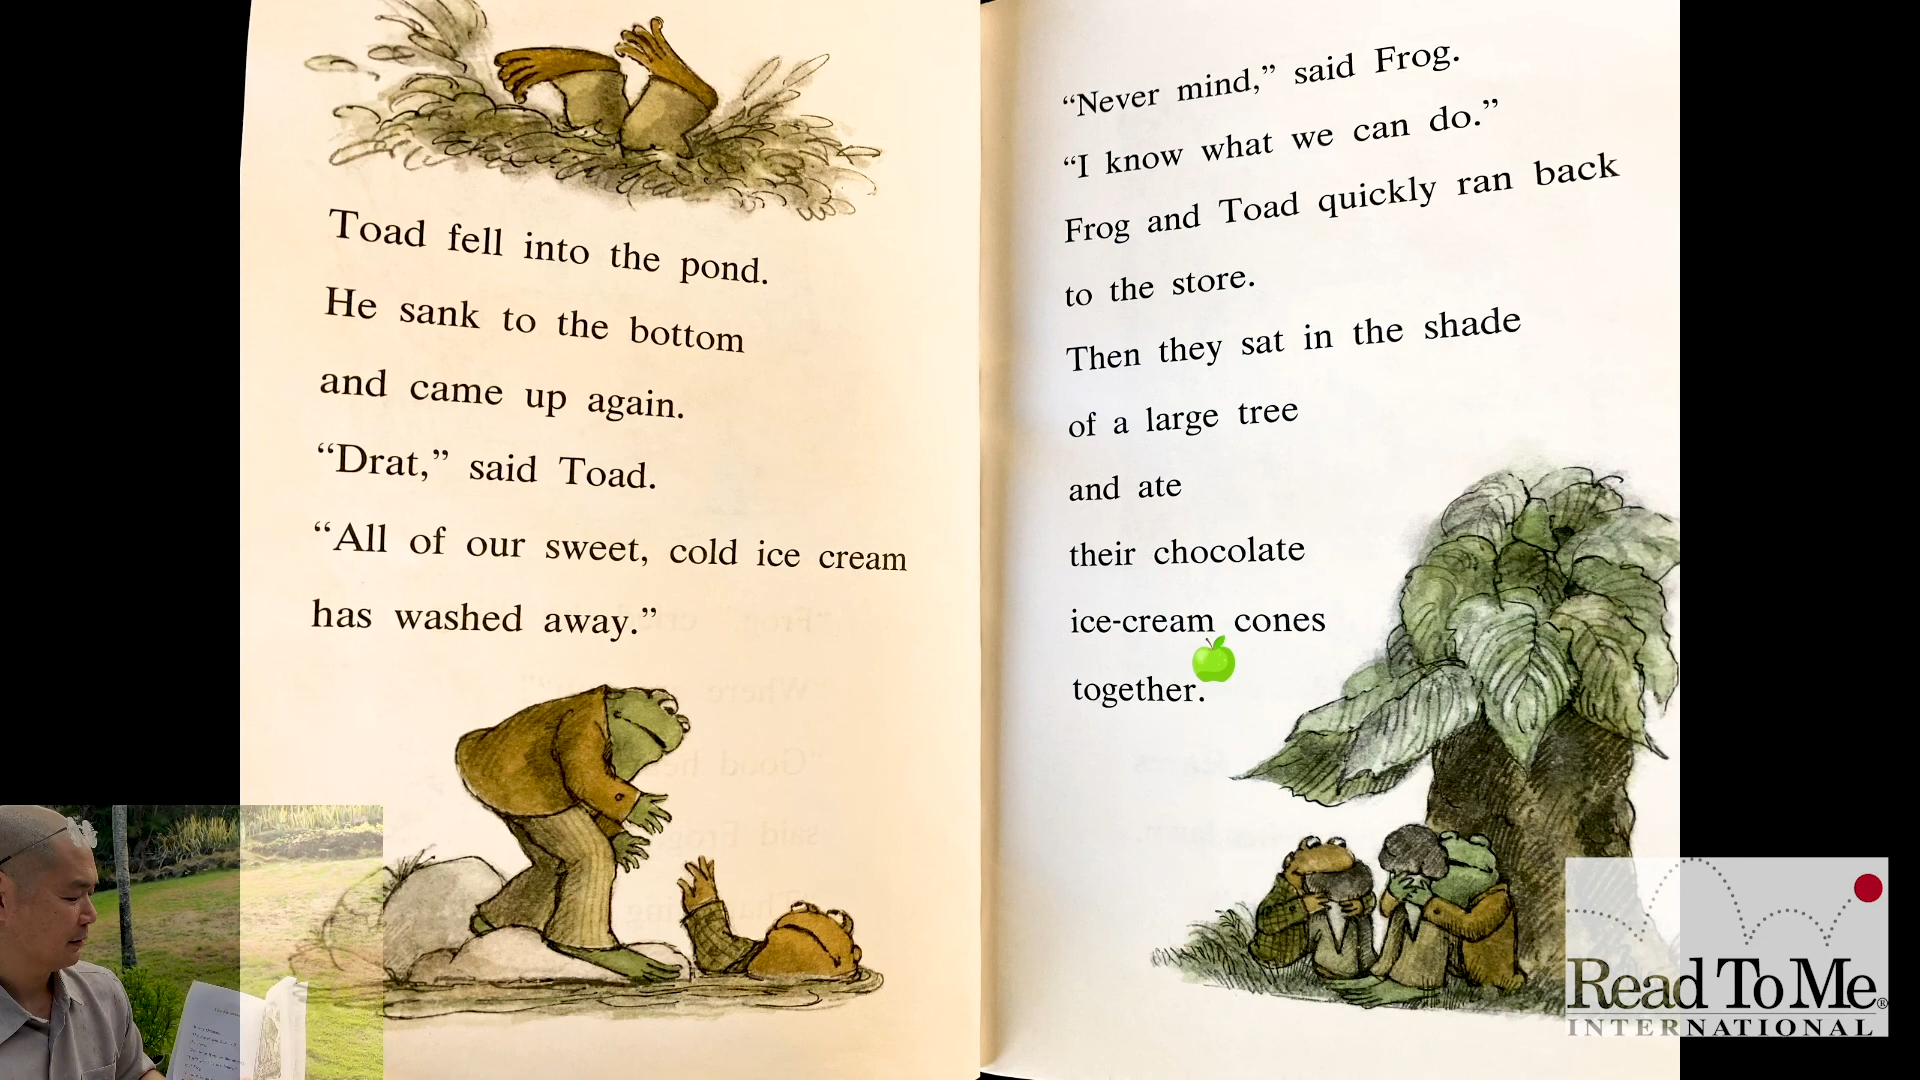 Toad fell into the pond.
He sank to the bottom
and came up again.
“Drat,” said Toad.
“All of our sweet, cold ice cream
has washed away.”
“Never mind,” said Frog.
“I know what we can do.”
Frog and Toad quickly ran back
to the store.
Then they sat in the shade
of a large tree
and ate
their chocolate
ice-cream cones
together.
Read To Me®
INTERNATIONAL